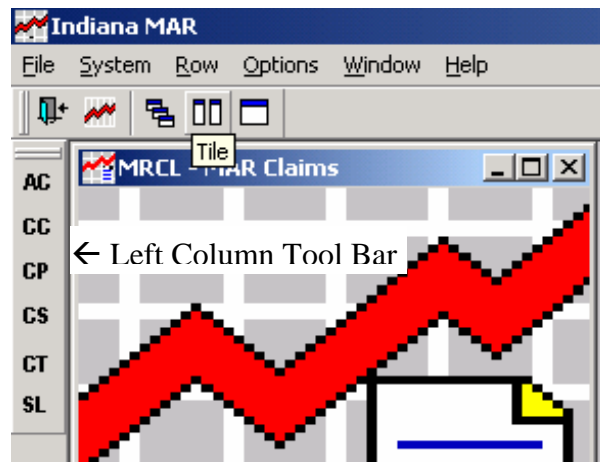 Indiana MAR
File System Row Options Window Help
Tile
MRCL - MAR Claims
AC
CC
← Left Column Tool Bar
CP
CS
CT
SL